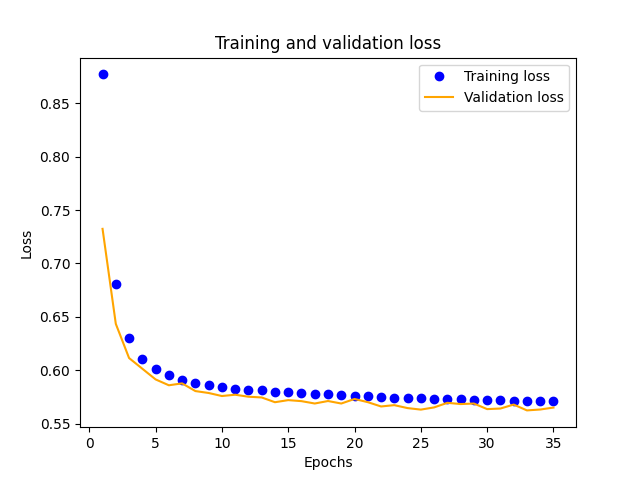 Training and validation loss
Training loss
Validation loss
0.85
0.80
0.75
0.70
0.65
0.60
0.55
Loss
0 5 10 15 20 25 30 35
Epochs